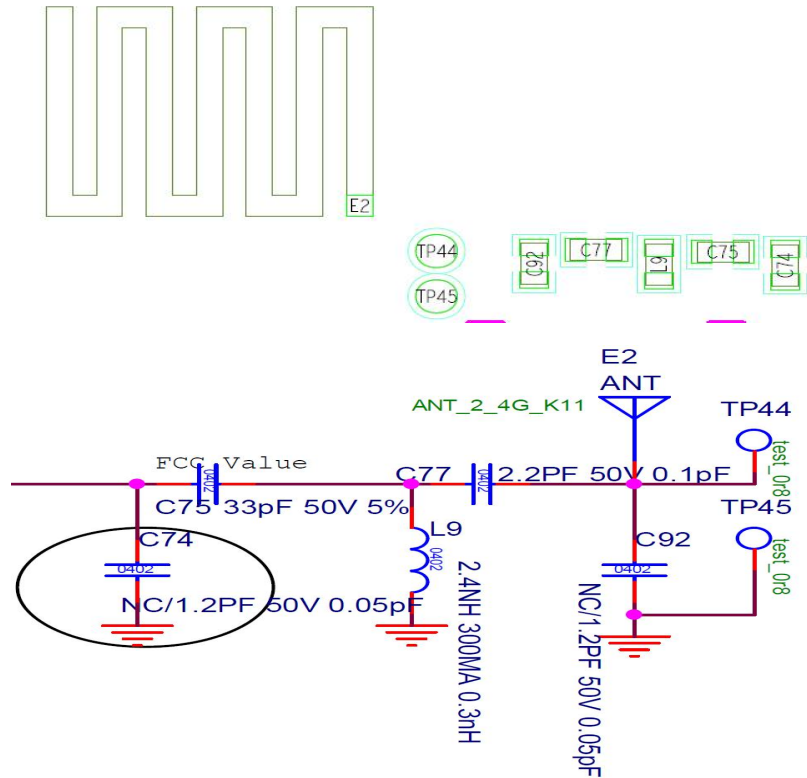 E2
TP44
TP45
C92
C77
L9
C75
C74
E2
ANT
ANT_2_4G_K11
TP44
test_0r8
FCC Value
0402
C77
0402
2.2PF 50V 0.1pF
C75 33pF 50V 5%
TP45
test_0r8
C74
0402
NC/1.2PF 50V 0.05pF
L9
0402
2.4NH 300MA 0.3nH
C92
0402
NC/1.2PF 50V 0.05pF